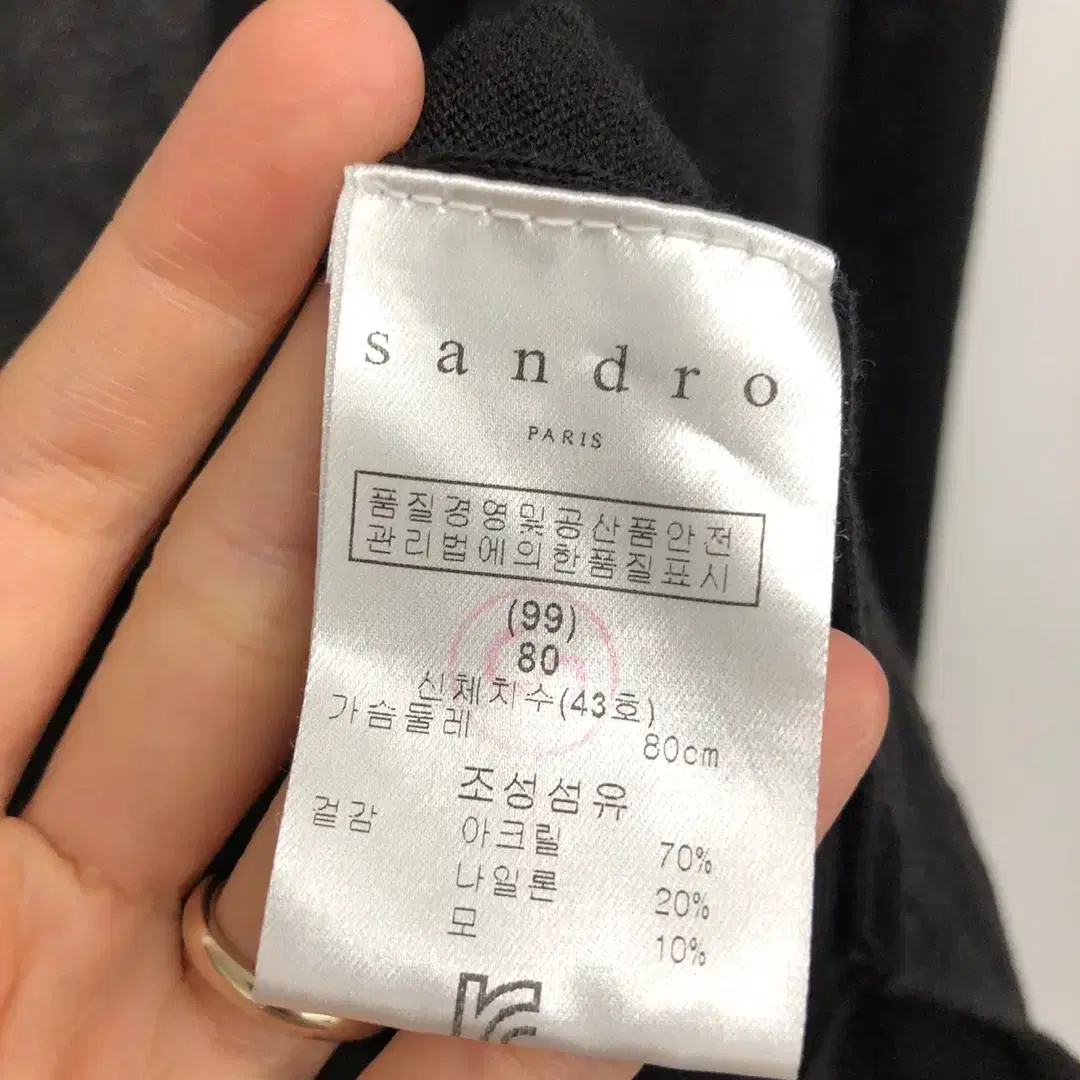 sandro
PARIS
품질경영및공산품안전
관리법에의한품질표시
(99)
80
신체치수(43호)
가슴둘레 80cm
조성섬유
겉감 아크릴 70%
나일론 20%
모 10%